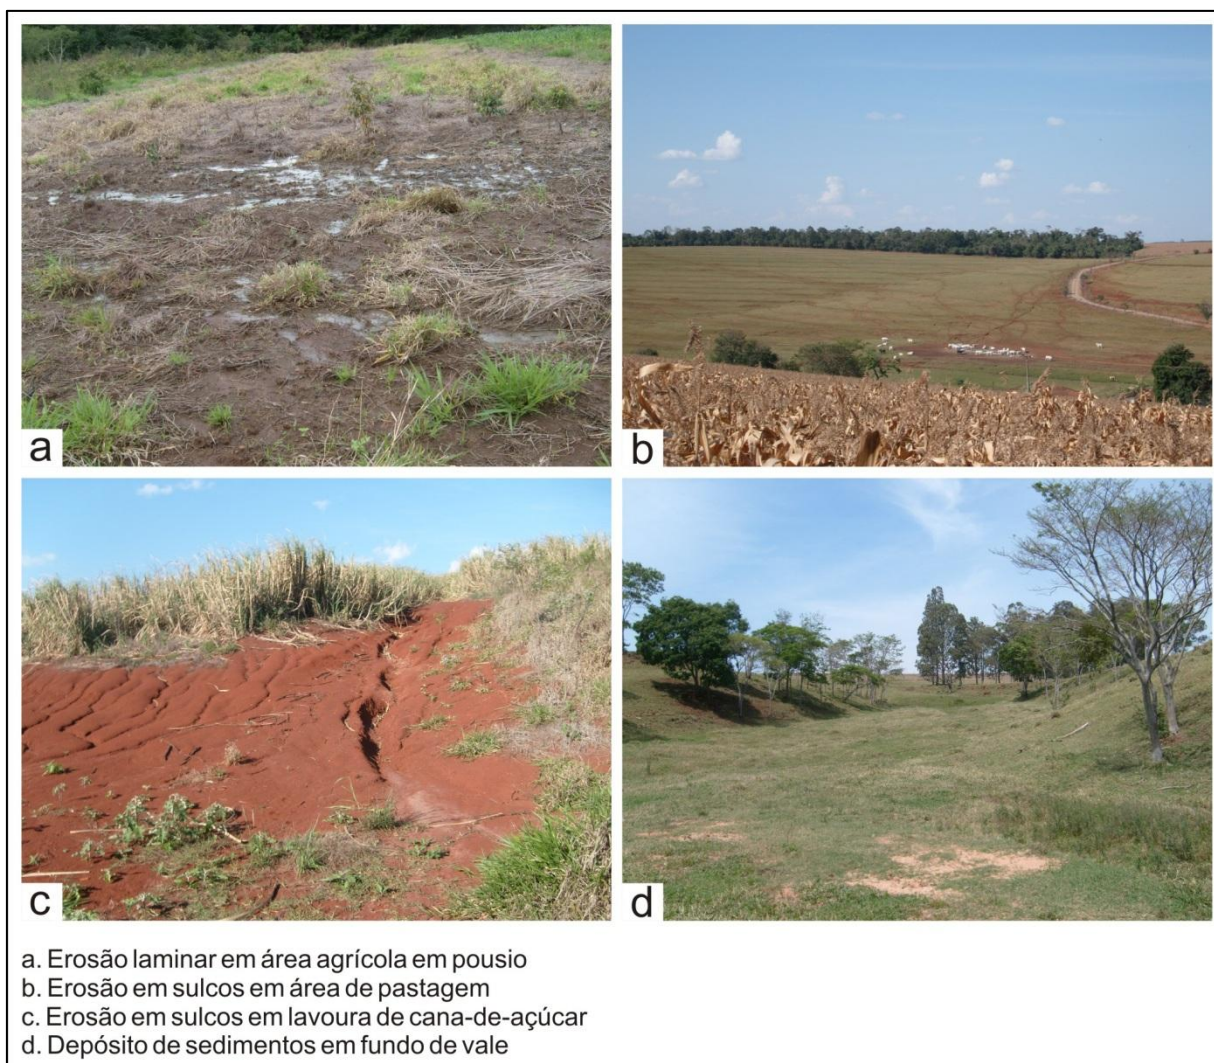 a
b
c
d
a. Erosão laminar em área agrícola em pousio
b. Erosão em sulcos em área de pastagem
c. Erosão em sulcos em lavoura de cana-de-açúcar
d. Depósito de sedimentos em fundo de vale